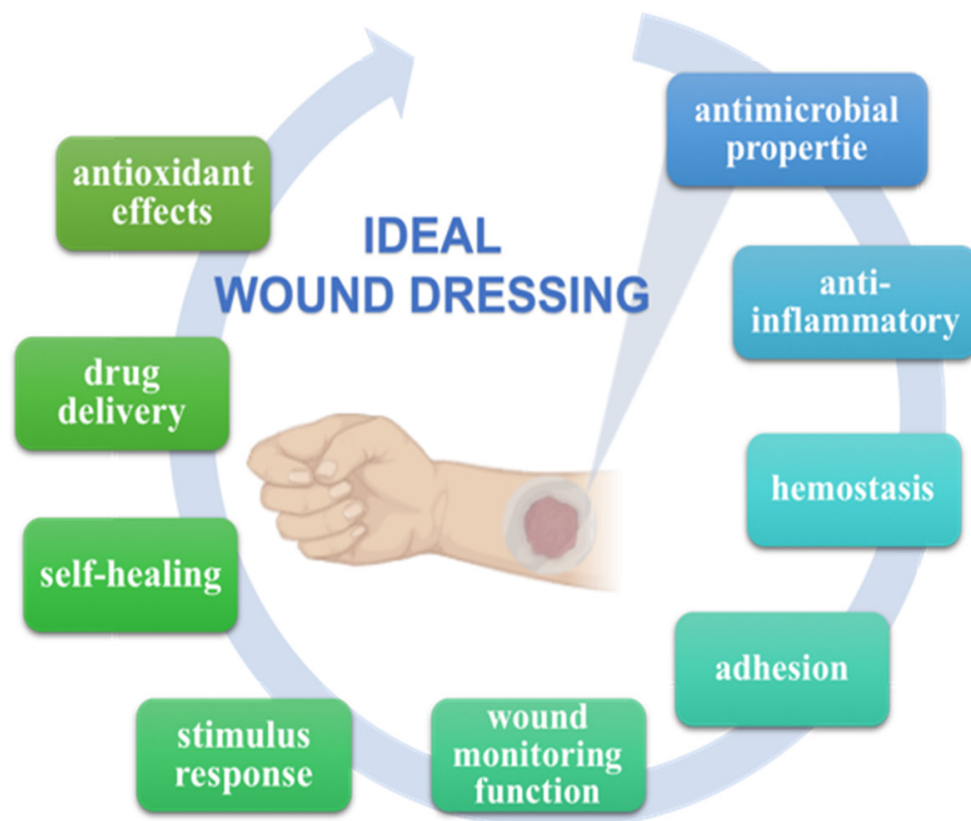 IDEAL
WOUND DRESSING
antimicrobial
propertie
anti-
inflammatory
hemostasis
adhesion
wound
monitoring
function
stimulus
response
self-healing
drug
delivery
antioxidant
effects